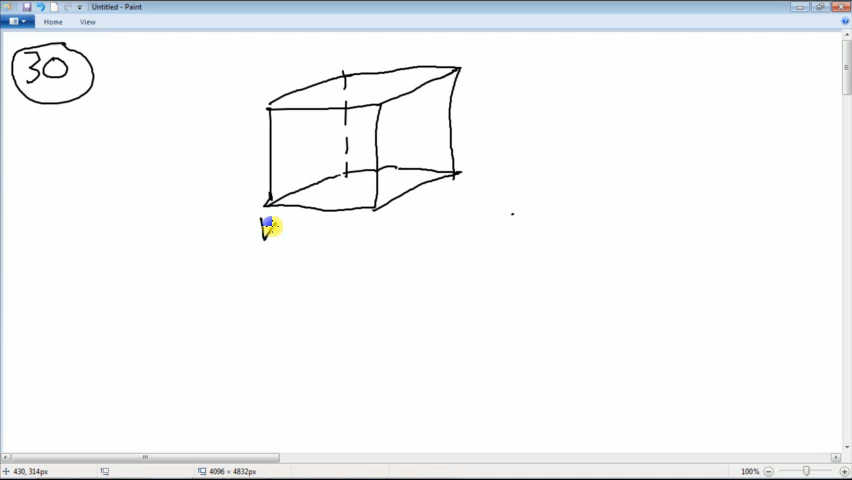 Untitled - Paint
Home View
30
V
430, 314px
4096 × 4832px
100%